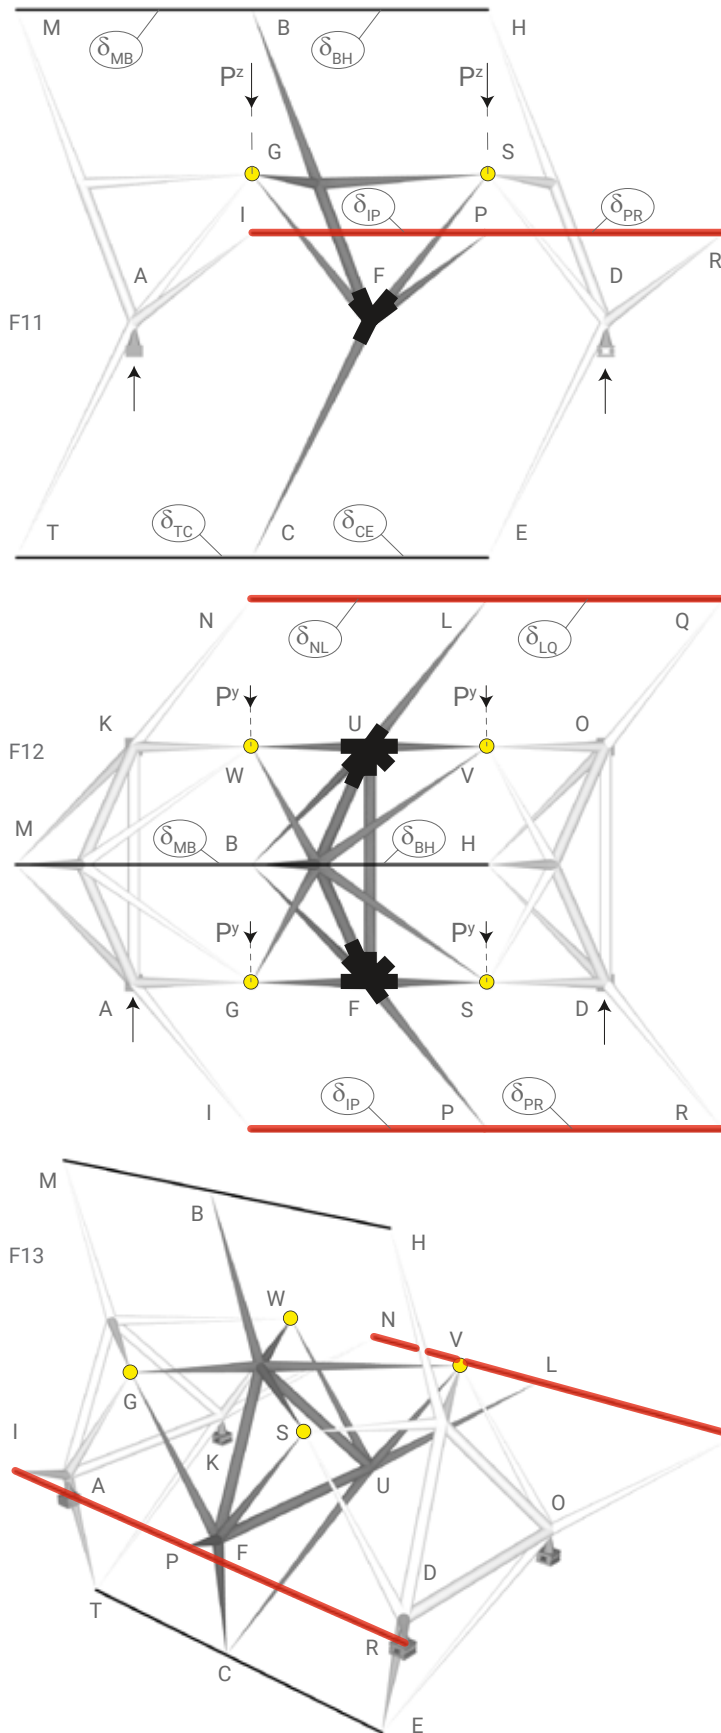 M B H
δMB δBH
Pz Pz
G S
I δIP P δPR
R
A F D
F11
T δTC C δCE E
N δNL L δLQ Q
Py Py
K U O
F12
W V
M δMB B δBH H
Py Py
A G F S D
I δIP P δPR R
M
B
H
F13
W
N
V
L
G
I
S
K
A
U
O
P F
D
T
R
C
E